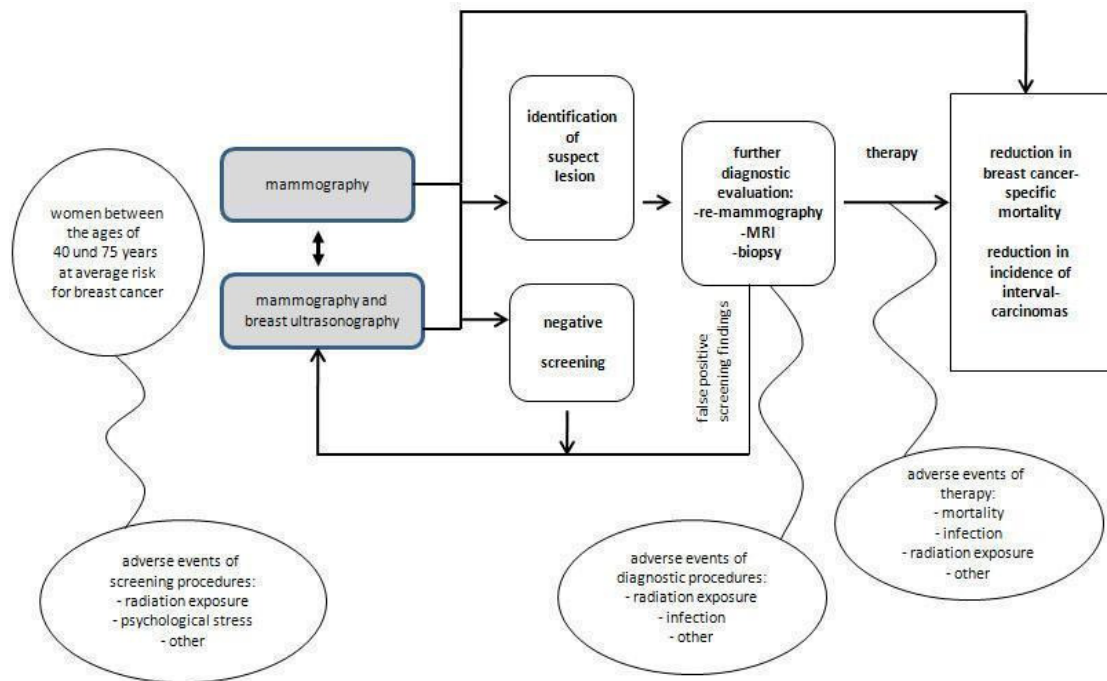 women between
the ages of
40 und 75 years
at average risk
for breast cancer
mammography
mammography and
breast ultrasonography
identification
of
suspect
lesion
negative
screening
further
diagnostic
evaluation:
-re-mammography
-MRI
-biopsy
false positive
screening findings
therapy
reduction in
breast cancer-
specific
mortality
reduction in
incidence of
interval-
carcinomas
adverse events of
screening procedures:
- radiation exposure
- psychological stress
- other
adverse events of
diagnostic procedures:
- radiation exposure
- infection
- other
adverse events of
therapy:
- mortality
- infection
- radiation exposure
- other